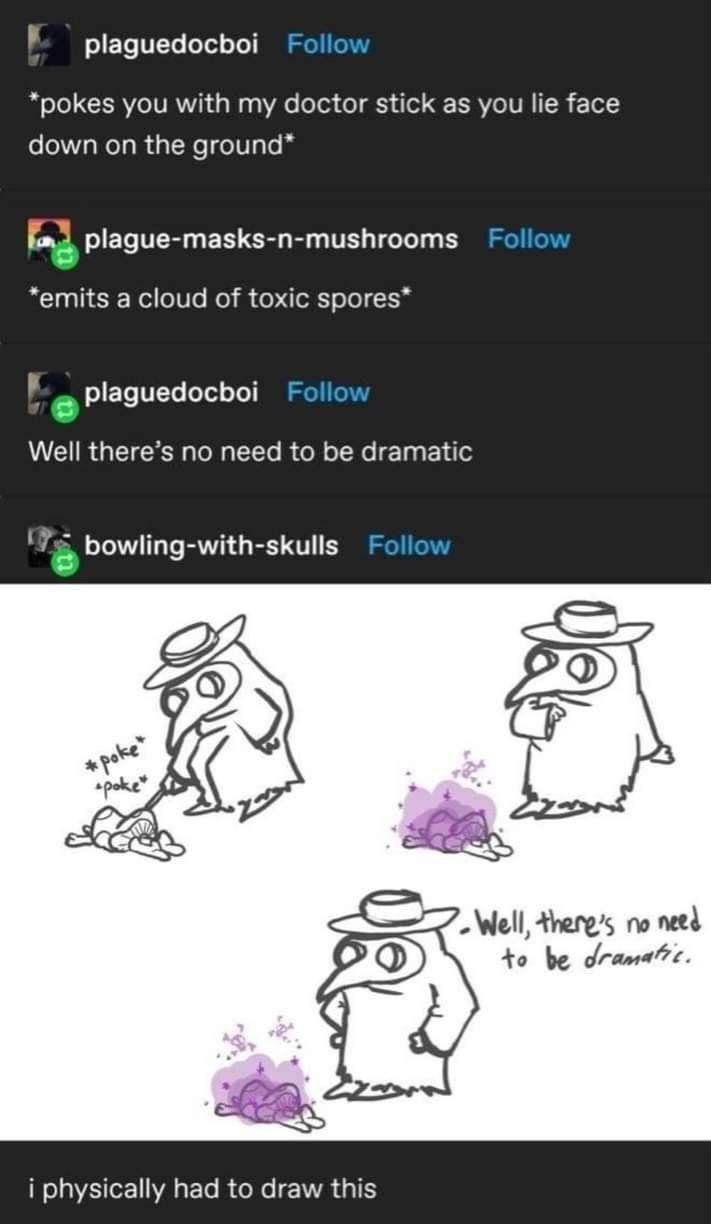 plaguedocboi Follow
*pokes you with my doctor stick as you lie face
down on the ground*
plague-masks-n-mushrooms Follow
*emits a cloud of toxic spores*
plaguedocboi Follow
Well there's no need to be dramatic
bowling-with-skulls Follow
*poke*
*poke*
- Well, there's no need
to be dramatic.
i physically had to draw this